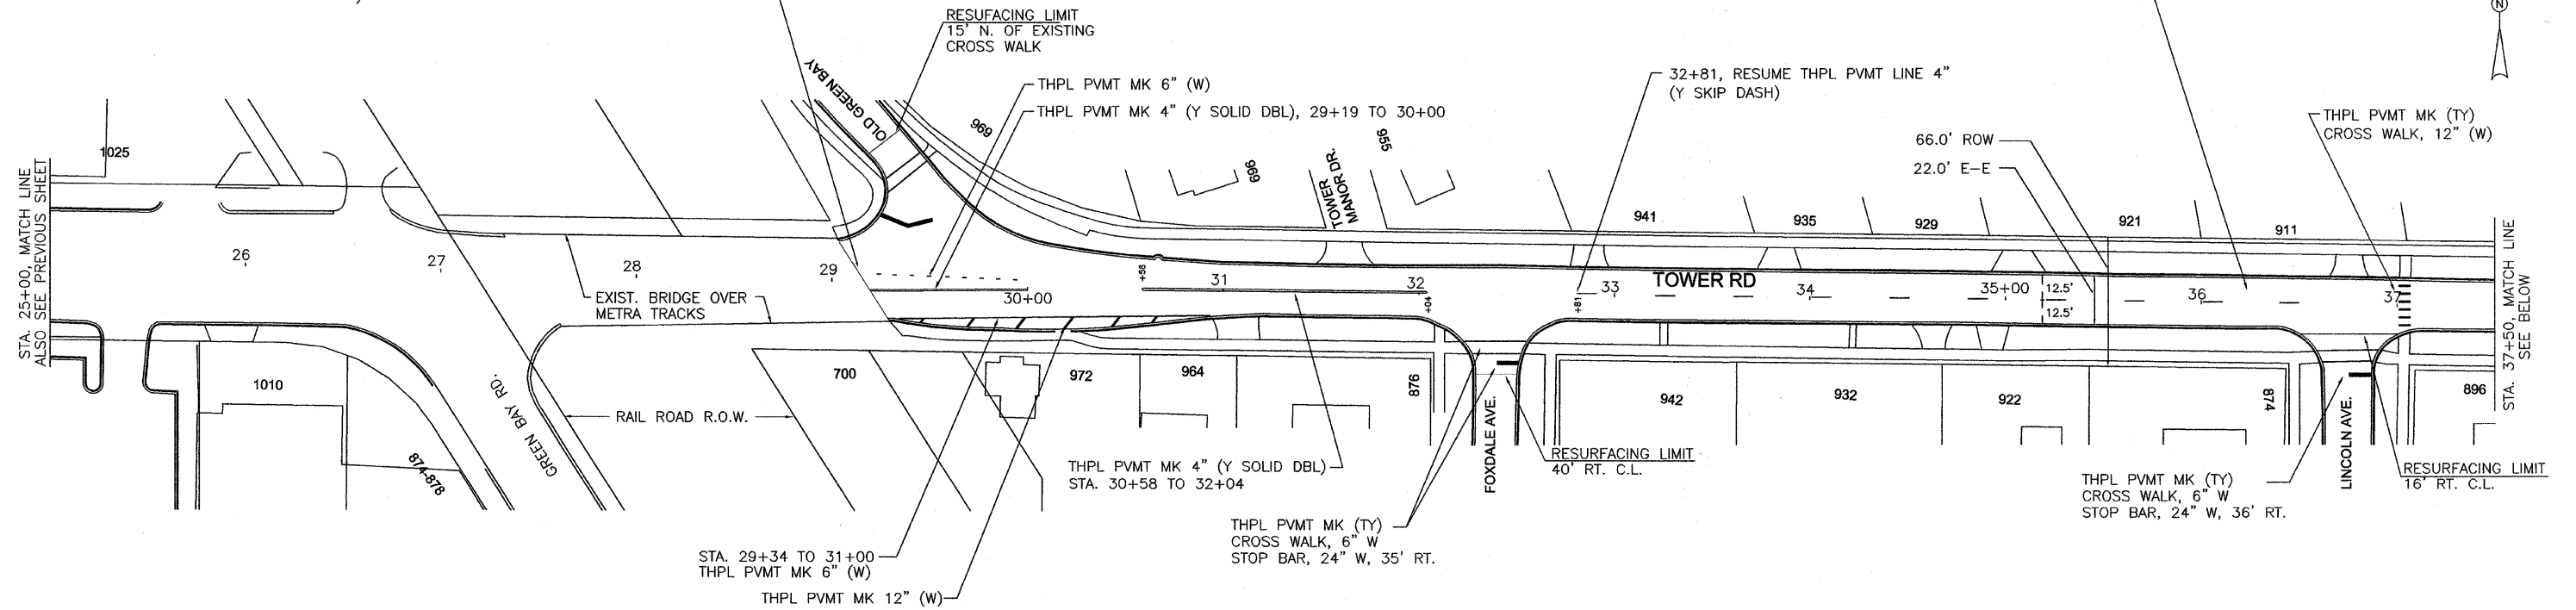 RESUFACING LIMIT
15' N. OF EXISTING
CROSS WALK
N
THPL PVMT MK 6" (W)
THPL PVMT MK 4" (Y SOLID DBL), 29+19 TO 30+00
32+81, RESUME THPL PVMT LINE 4"
(Y SKIP DASH)
THPL PVMT MK (TY)
CROSS WALK, 12" (W)
66.0' ROW
22.0' E-E
OLD GREEN BAY
969
969
TOWER
MANOR DR.
955
STA. 25+00, MATCH LINE
ALSO SEE PREVIOUS SHEET
1025
941
935
929
921
911
STA. 37+50, MATCH LINE
SEE BELOW
26
27
28
29
30+00
+58
31
32
+04
+81
33
TOWER RD
34
35+00
12.5'
12.5'
36
37
EXIST. BRIDGE OVER
METRA TRACKS
1010
874-878
GREEN BAY RD.
RAIL ROAD R.O.W.
700
972
964
876
FOXDALE AVE.
942
932
922
874
LINCOLN AVE.
896
RESURFACING LIMIT
40' RT. C.L.
RESURFACING LIMIT
16' RT. C.L.
THPL PVMT MK 4" (Y SOLID DBL)
STA. 30+58 TO 32+04
THPL PVMT MK (TY)
CROSS WALK, 6" W
STOP BAR, 24" W, 36' RT.
THPL PVMT MK (TY)
CROSS WALK, 6" W
STOP BAR, 24" W, 35' RT.
STA. 29+34 TO 31+00
THPL PVMT MK 6" (W)
THPL PVMT MK 12" (W)